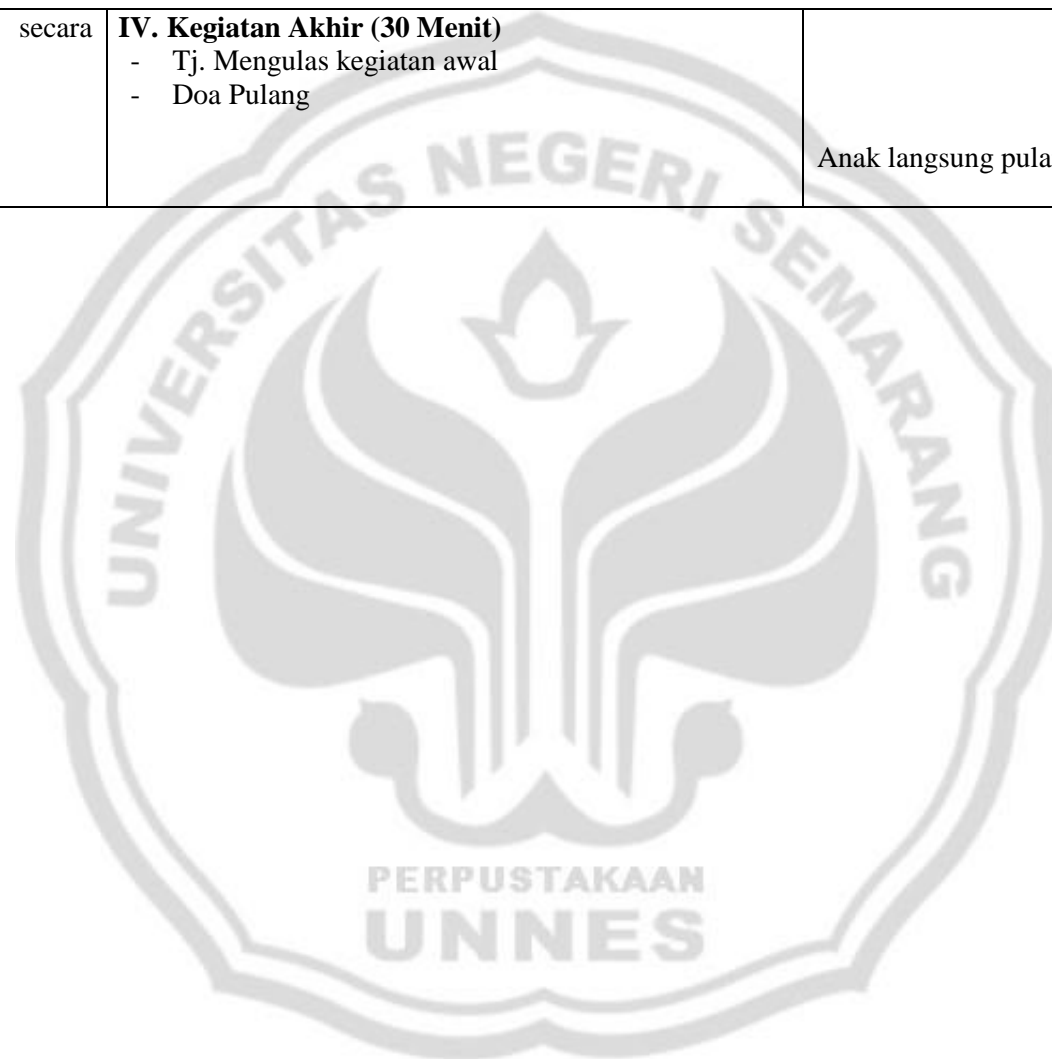 secara
IV. Kegiatan Akhir (30 Menit)
- Tj. Mengulas kegiatan awal
- Doa Pulang
Anak langsung pula
UNIVERSITAS NEGERI SEMARANG
PERPUSTAKAAN
UNNES